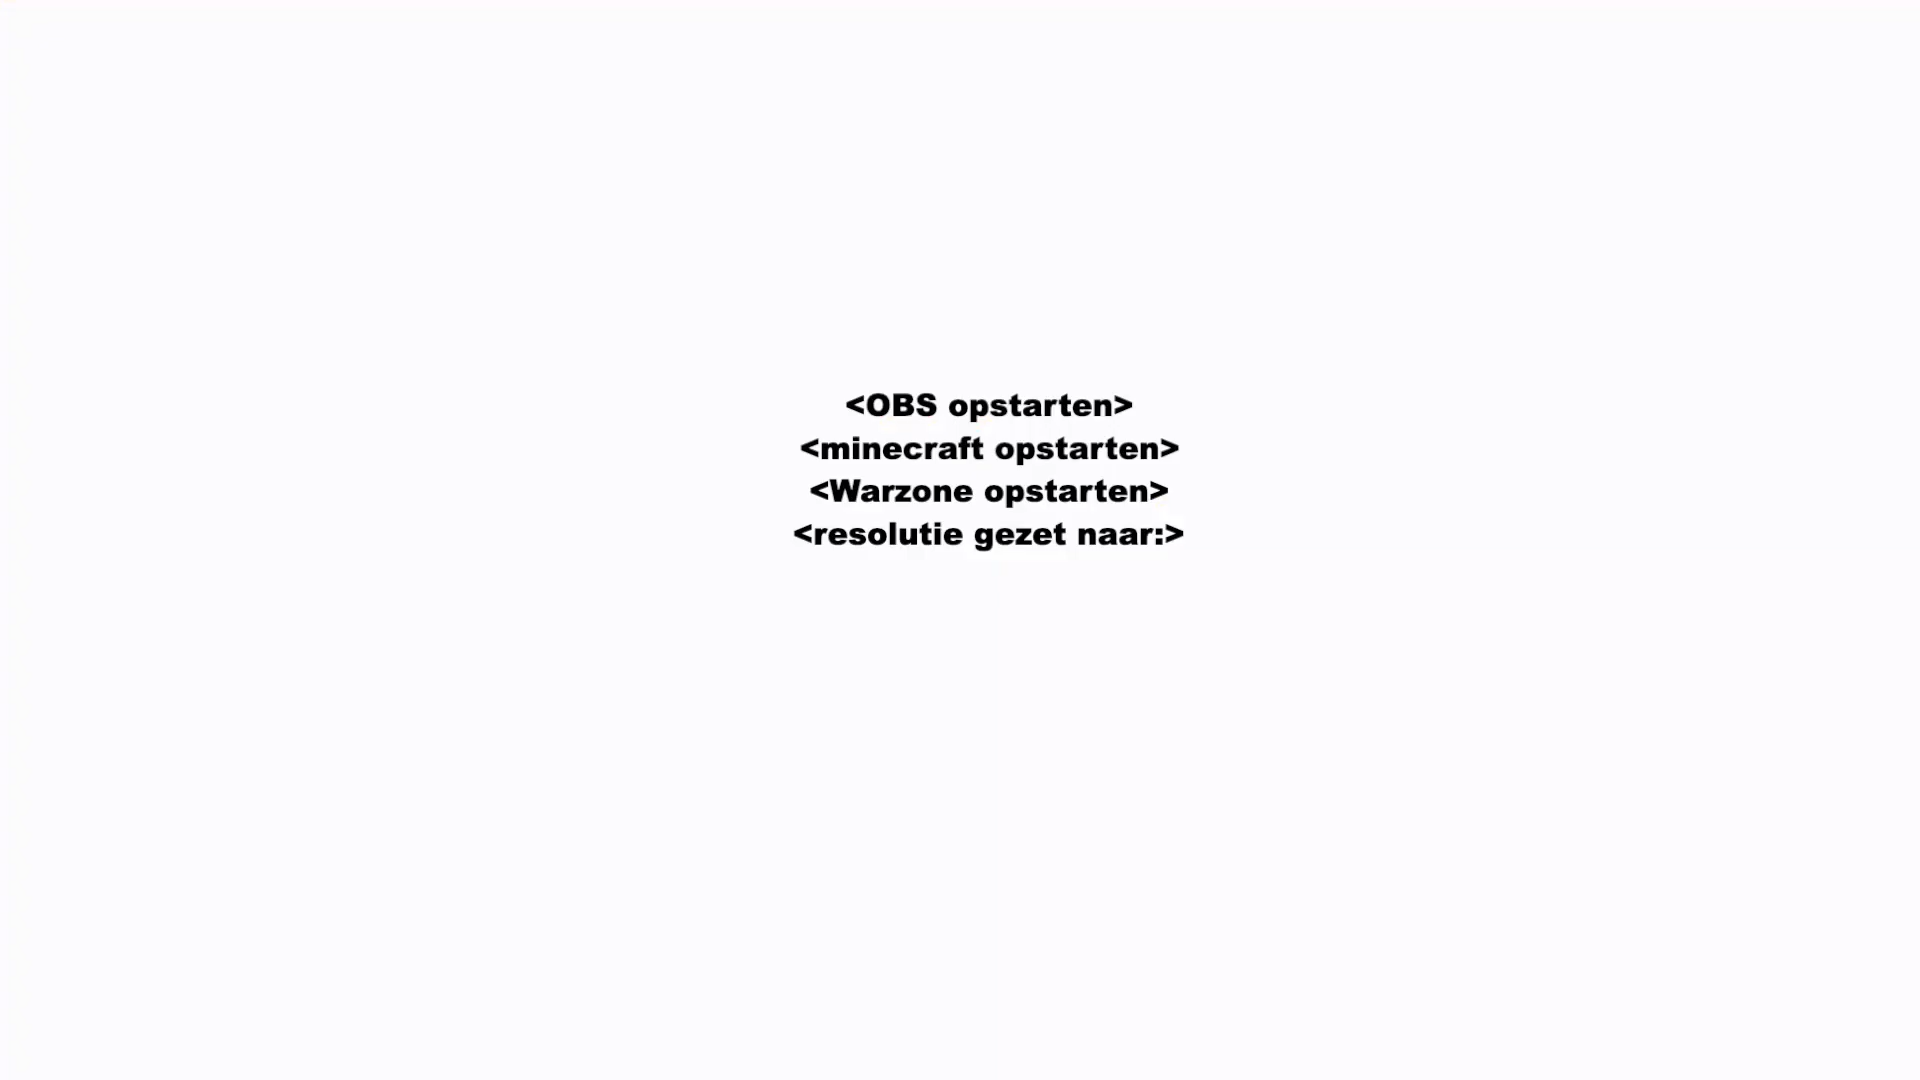 <OBS opstarten>
<minecraft opstarten>
<Warzone opstarten>
<resolutie gezet naar:>